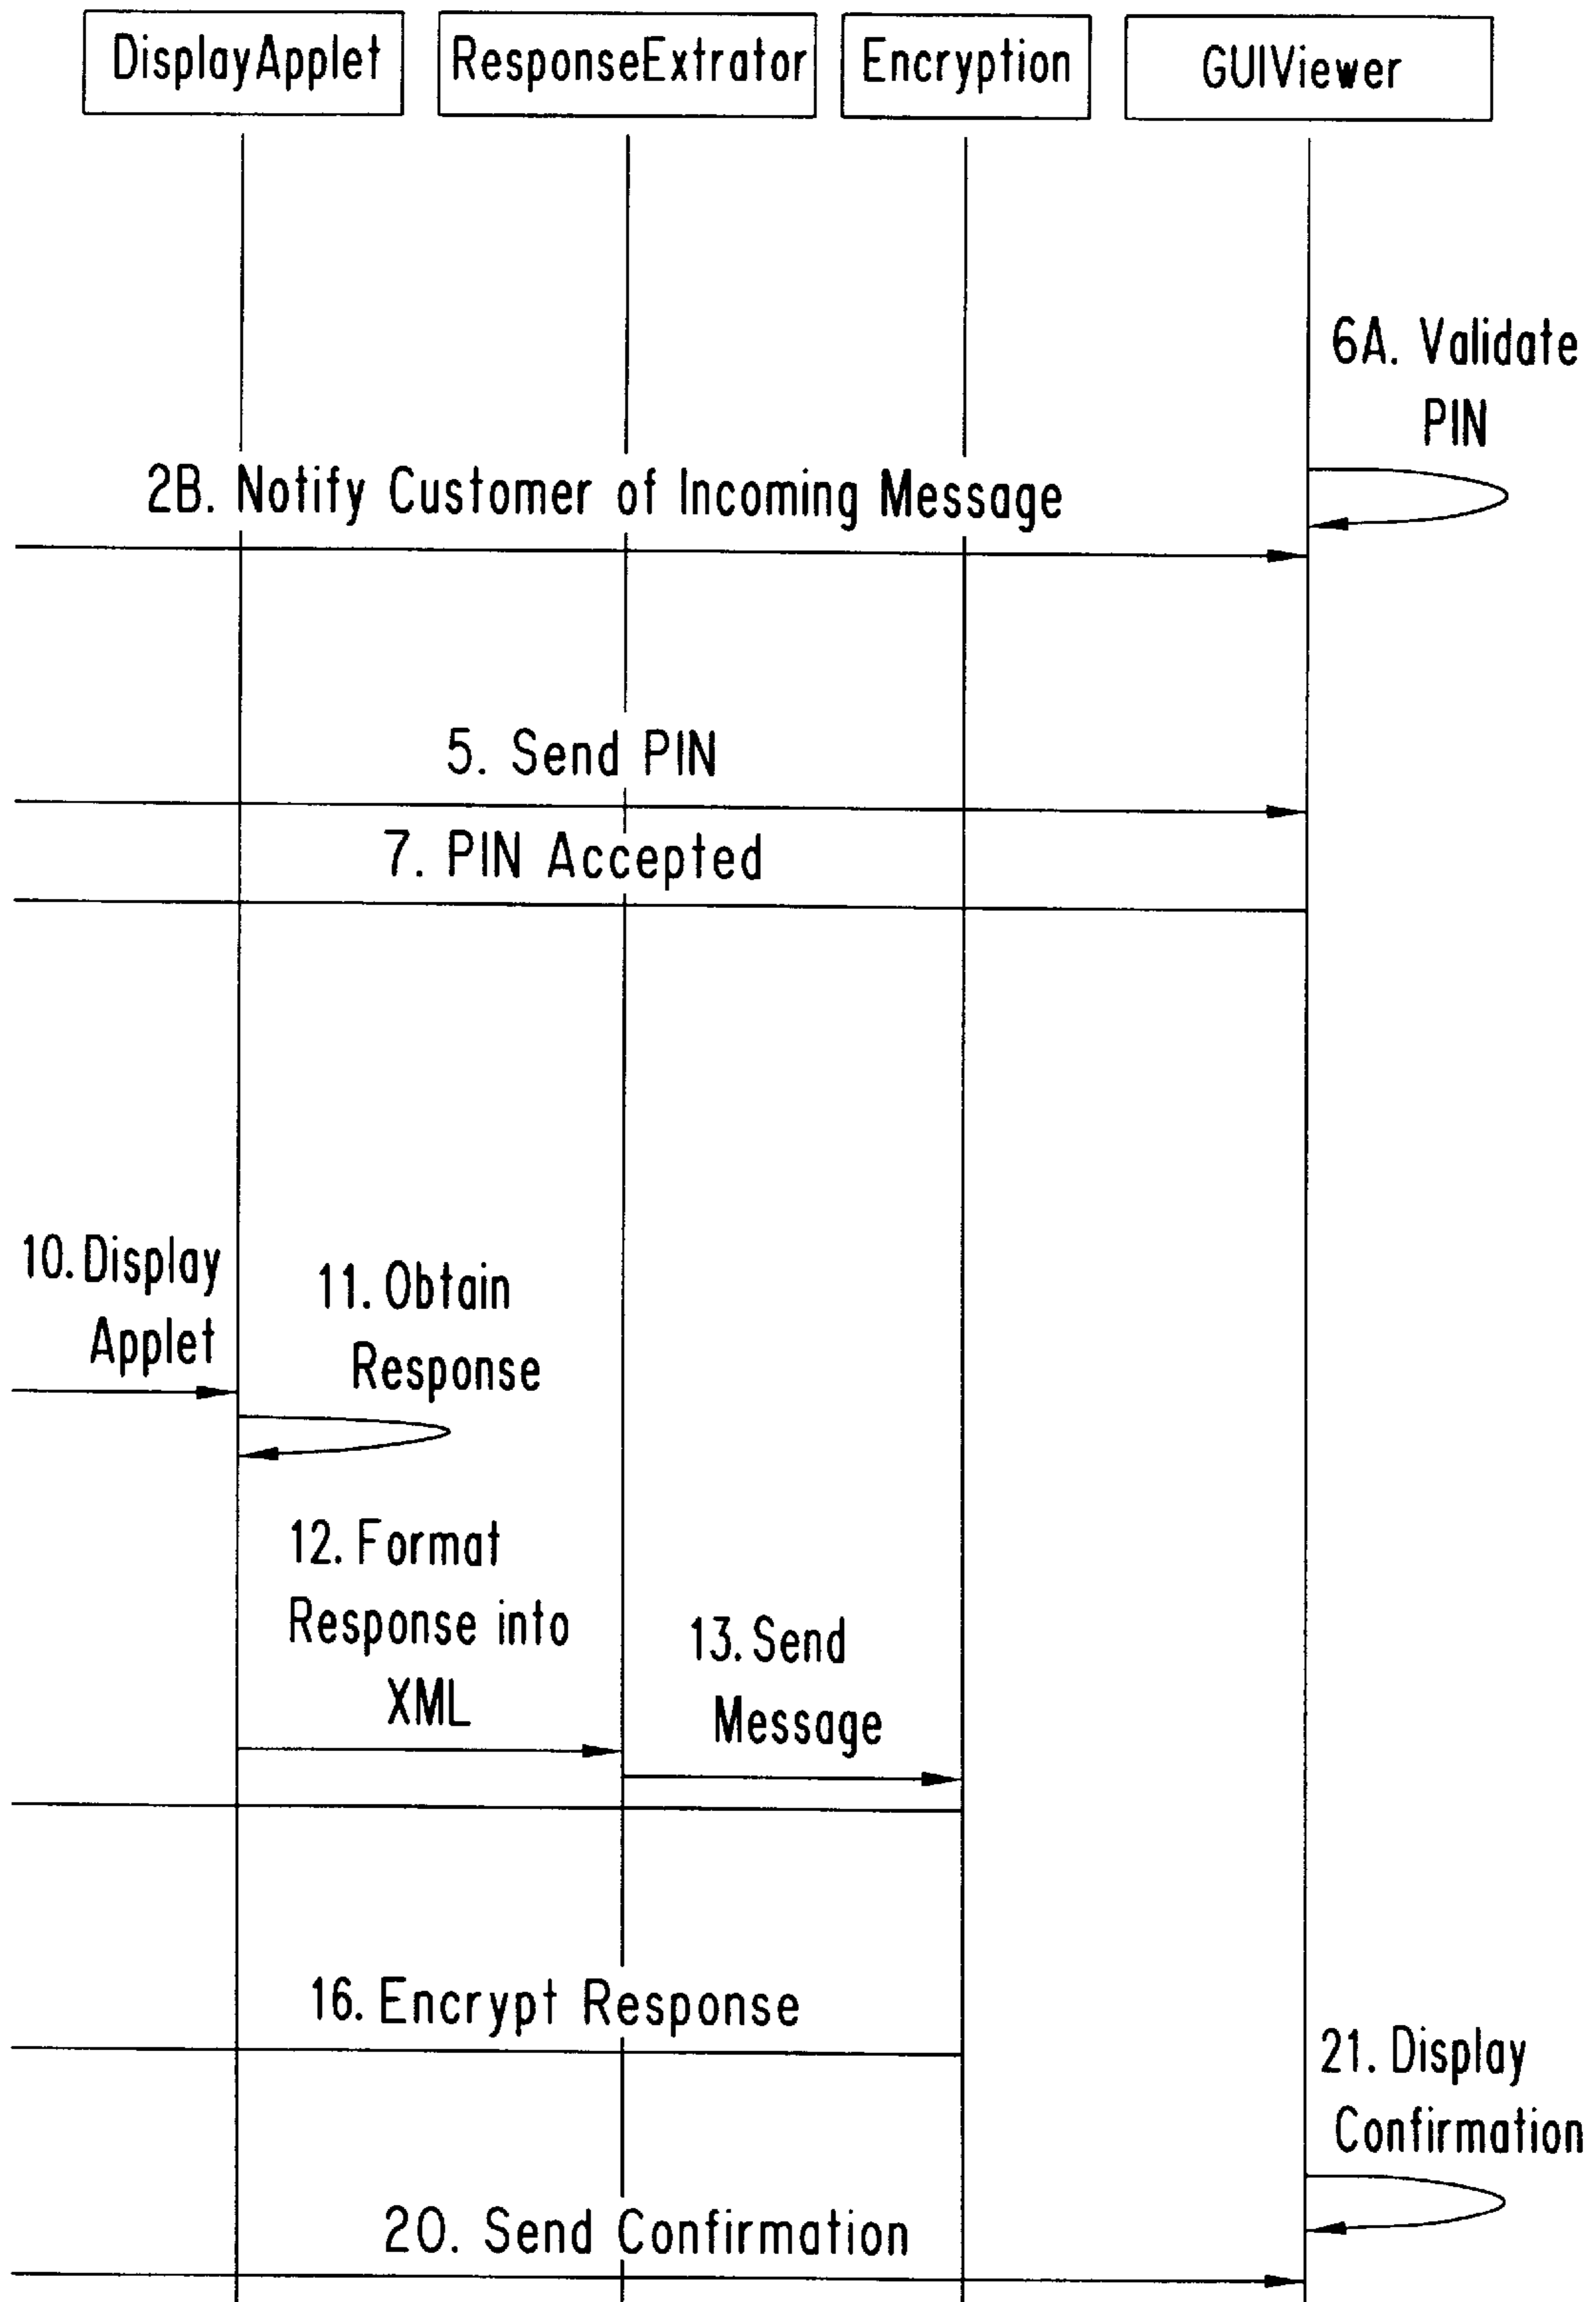 DisplayApplet
ResponseExtrator
Encryption
GUIViewer
6A. Validate
PIN
2B. Notify Customer of Incoming Message
5. Send PIN
7. PIN Accepted
10. Display
Applet
11. Obtain
Response
12. Format
Response into
XML
13. Send
Message
16. Encrypt Response
21. Display
Confirmation
20. Send Confirmation